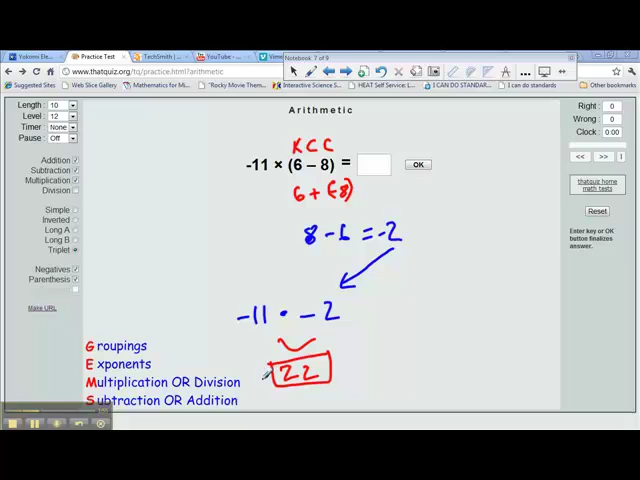 Yokomi Ele...
Practice Test
TechSmith - ...
YouTube - ...
Vime
Notebook: 7 of 9
www.thatquiz.org/tq/practice.html?arithmetic
Suggested Sites
Web Slice Gallery
Mathematics for Mi...
"Rocky Movie Them...
Interactive Science S...
HEAT Self Service: L...
I CAN DO STANDAR...
I can do standards
Other bookmarks
Length: 10
Level: 12
Timer: None
Pause: Off
Addition
Subtraction
Multiplication
Division
Simple
Inverted
Long A
Long B
Triplet
Negatives
Parenthesis
Make URL
Arithmetic
K C C
-11 × (6 – 8) =
OK
6 + (-8)
8 - 6 = -2
-11 · -2
22
Groupings
Exponents
Multiplication OR Division
Subtraction OR Addition
Right: 0
Wrong: 0
Clock: 0:00
<< >> I
thatquiz home
math tests
Reset
Enter key or OK
button finalizes
answer.